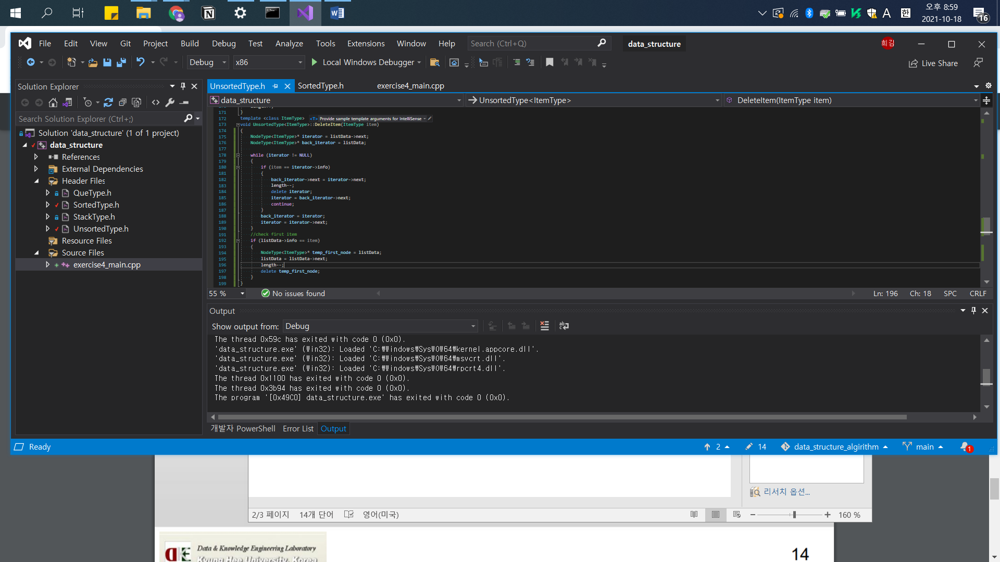 오후 8:59
A
한
2021-10-18
16
File Edit View Git Project Build Debug Test Analyze Tools Extensions Window Help
Search (Ctrl+Q)
data_structure
희김
Debug
x86
Local Windows Debugger
Live Share
Solution Explorer
Search Solution Explorer (Ctrl+;)
Solution 'data_structure' (1 of 1 project)
data_structure
References
External Dependencies
Header Files
QueType.h
SortedType.h
StackType.h
UnsortedType.h
Resource Files
Source Files
exercise4_main.cpp
UnsortedType.h SortedType.h exercise4_main.cpp
data_structure UnsortedType<ItemType> DeleteItem(ItemType item)
171 }
172 template <class ItemType> <T> Provide sample template arguments for IntelliSense
173 void UnsortedType<ItemType>::DeleteItem(ItemType item)
174 {
175 NodeType<ItemType>* iterator = listData->next;
176 NodeType<ItemType>* back_iterator = listData;
177
178 while (iterator != NULL)
179 {
180 if (item == iterator->info)
181 {
182 back_iterator->next = iterator->next;
183 length--;
184 delete iterator;
185 iterator = back_iterator->next;
186 continue;
187 }
188 back_iterator = iterator;
189 iterator = iterator->next;
190 }
191 //check first item
192 if (listData->info == item)
193 {
194 NodeType<ItemType>* temp_first_node = listData;
195 listData = listData->next;
196 length--;
197 delete temp_first_node;
198 }
199 }
55 % No issues found Ln: 196 Ch: 18 SPC CRLF
Output
Show output from: Debug
The thread 0x59c has exited with code 0 (0x0).
'data_structure.exe' (Win32): Loaded 'C:₩Windows₩SysWOW64₩kernel.appcore.dll'.
'data_structure.exe' (Win32): Loaded 'C:₩Windows₩SysWOW64₩msvcrt.dll'.
'data_structure.exe' (Win32): Loaded 'C:₩Windows₩SysWOW64₩rpcrt4.dll'.
The thread 0x1100 has exited with code 0 (0x0).
The thread 0x3b94 has exited with code 0 (0x0).
The program '[0x49C0] data_structure.exe' has exited with code 0 (0x0).
개발자 PowerShell Error List Output
Ready 2 14 data_structure_algirithm main 1
리서치 옵션...
2/3 페이지 14개 단어 영어(미국) 160 %
Data & Knowledge Engineering Laboratory
Kyung Hee University, Korea
14